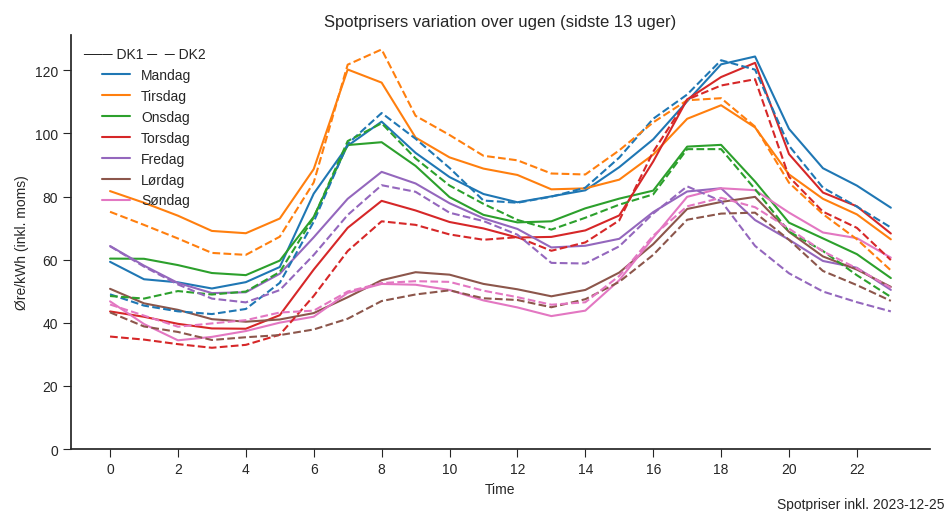 Spotprisers variation over ugen (sidste 13 uger)
DK1 DK2
Mandag
Tirsdag
Onsdag
Torsdag
Fredag
Lørdag
Søndag
Øre/kWh (inkl. moms)
120
100
80
60
40
20
0
0 2 4 6 8 10 12 14 16 18 20 22
Time
Spotpriser inkl. 2023-12-25